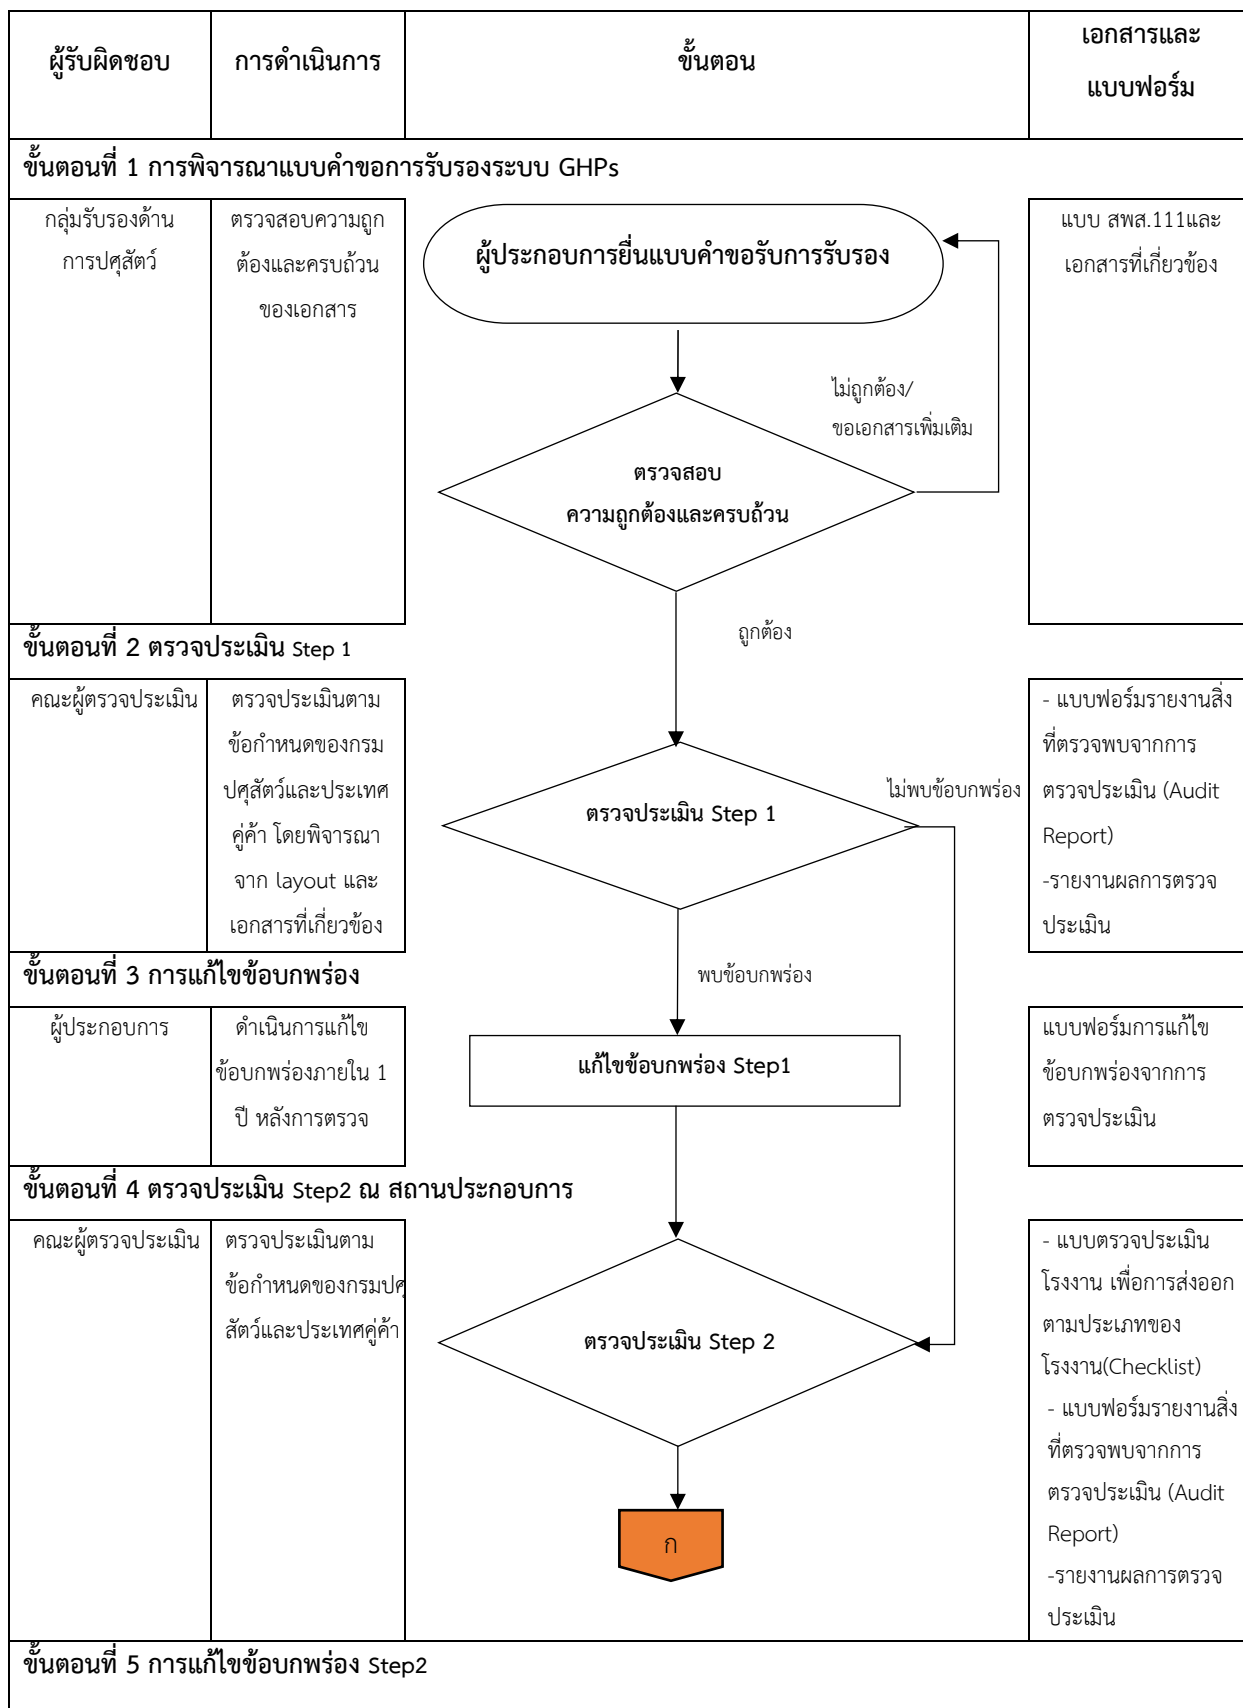 ผู้รับผิดชอบ
การดำเนินการ
ขั้นตอน
เอกสารและ
แบบฟอร์ม
ขั้นตอนที่ 1 การพิจารณาแบบคำขอการรับรองระบบ GHPs
กลุ่มรับรองด้าน
การปศุสัตว์
ตรวจสอบความถูก
ต้องและครบถ้วน
ของเอกสาร
ผู้ประกอบการยื่นแบบคำขอรับการรับรอง
แบบ สพส.111และ
เอกสารที่เกี่ยวข้อง
ไม่ถูกต้อง/
ขอเอกสารเพิ่มเติม
ตรวจสอบ
ความถูกต้องและครบถ้วน
ถูกต้อง
ขั้นตอนที่ 2 ตรวจประเมิน Step 1
คณะผู้ตรวจประเมิน
ตรวจประเมินตาม
ข้อกำหนดของกรม
ปศุสัตว์และประเทศ
คู่ค้า โดยพิจารณา
จาก layout และ
เอกสารที่เกี่ยวข้อง
ตรวจประเมิน Step 1
ไม่พบข้อบกพร่อง
- แบบฟอร์มรายงานสิ่ง
ที่ตรวจพบจากการ
ตรวจประเมิน (Audit
Report)
-รายงานผลการตรวจ
ประเมิน
พบข้อบกพร่อง
ขั้นตอนที่ 3 การแก้ไขข้อบกพร่อง
ผู้ประกอบการ
ดำเนินการแก้ไข
ข้อบกพร่องภายใน 1
ปี หลังการตรวจ
แก้ไขข้อบกพร่อง Step1
แบบฟอร์มการแก้ไข
ข้อบกพร่องจากการ
ตรวจประเมิน
ขั้นตอนที่ 4 ตรวจประเมิน Step2 ณ สถานประกอบการ
คณะผู้ตรวจประเมิน
ตรวจประเมินตาม
ข้อกำหนดของกรมปศุ
สัตว์และประเทศคู่ค้า
ตรวจประเมิน Step 2
ก
- แบบตรวจประเมิน
โรงงาน เพื่อการส่งออก
ตามประเภทของ
โรงงาน(Checklist)
- แบบฟอร์มรายงานสิ่ง
ที่ตรวจพบจากการ
ตรวจประเมิน (Audit
Report)
-รายงานผลการตรวจ
ประเมิน
ขั้นตอนที่ 5 การแก้ไขข้อบกพร่อง Step2